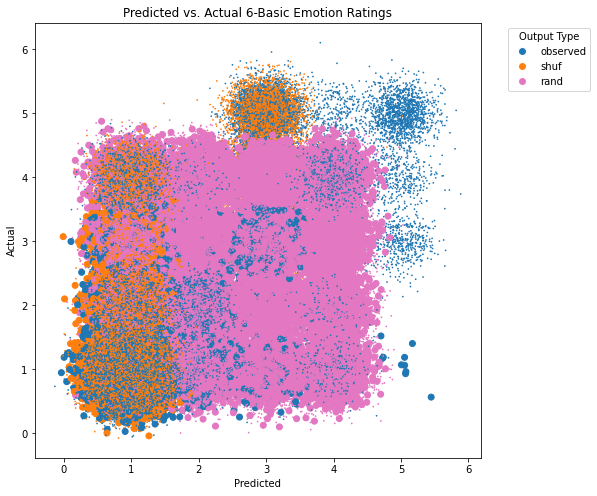 Predicted vs. Actual 6-Basic Emotion Ratings
Output Type
observed
shuf
rand
Actual
6
5
4
3
2
1
0
0 1 2 3 4 5 6
Predicted